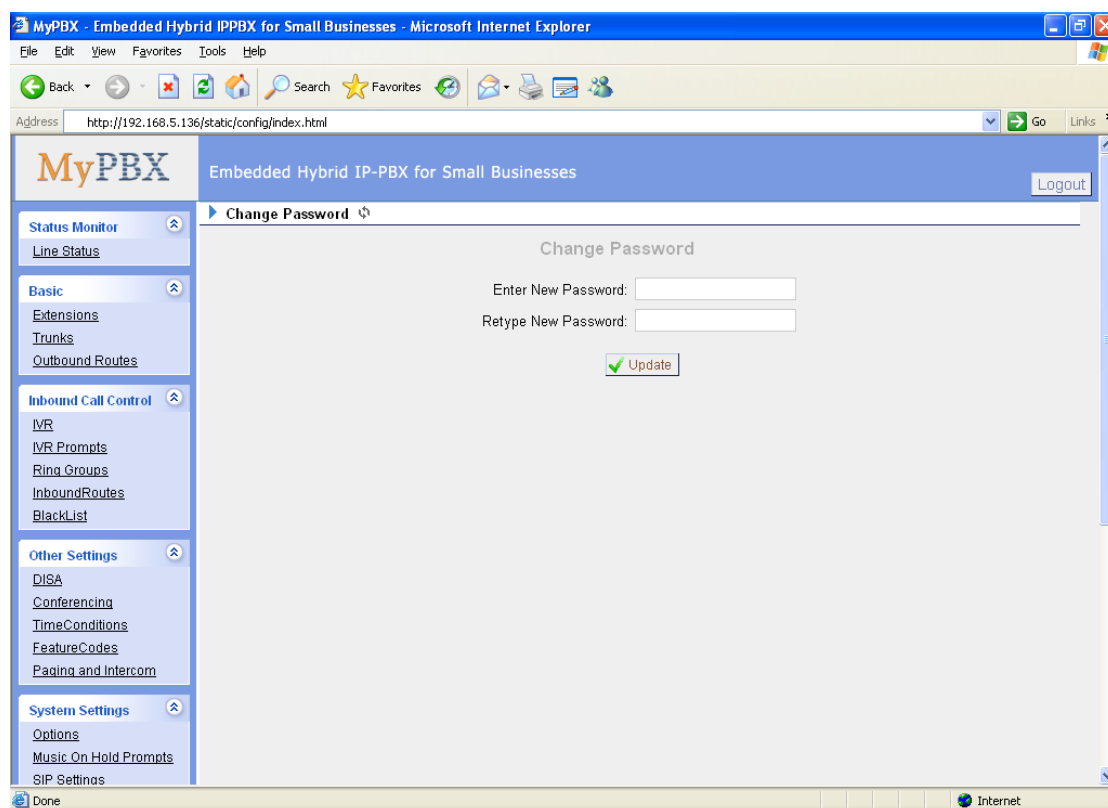 MyPBX - Embedded Hybrid IPPBX for Small Businesses - Microsoft Internet Explorer
File Edit View Favorites Tools Help
Back Search Favorites
Address http://192.168.5.136/static/config/index.html Go Links
MyPBX
Embedded Hybrid IP-PBX for Small Businesses
Logout
Change Password
Status Monitor
Line Status
Basic
Extensions
Trunks
Outbound Routes
Inbound Call Control
IVR
IVR Prompts
Ring Groups
InboundRoutes
BlackList
Other Settings
DISA
Conferencing
TimeConditions
FeatureCodes
Paging and Intercom
System Settings
Options
Music On Hold Prompts
SIP Settings
Change Password
Enter New Password:
Retype New Password:
Update
Done Internet